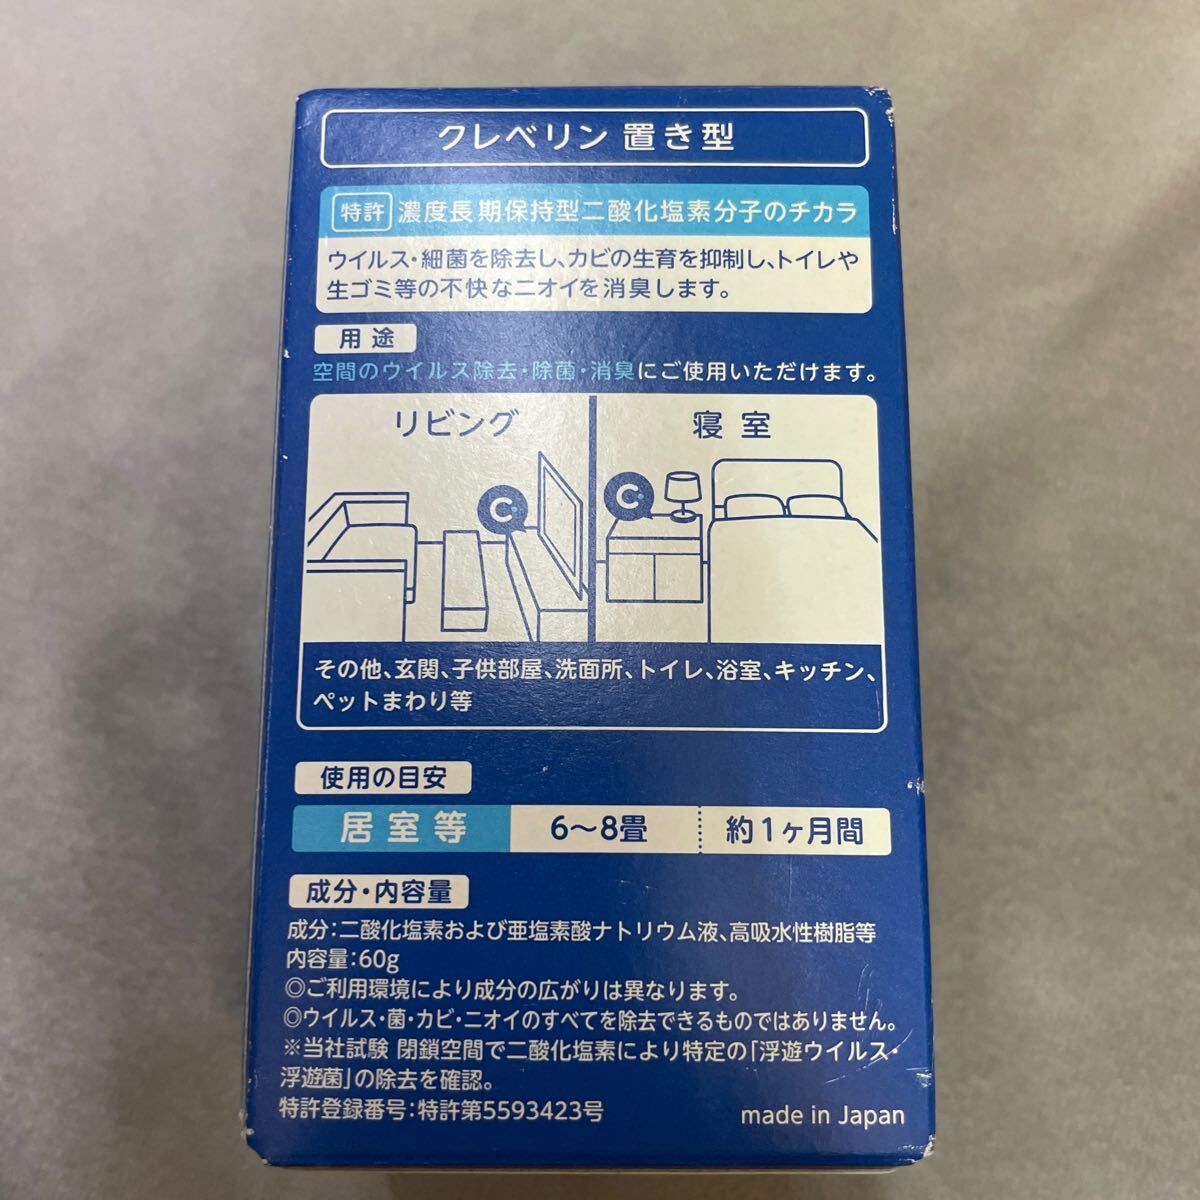 クレベリン 置き型
特許 濃度長期保持型二酸化塩素分子のチカラ
ウイルス・細菌を除去し、カビの生育を抑制し、トイレや
生ゴミ等の不快なニオイを消臭します。
用途
空間のウイルス除去・除菌・消臭にご使用いただけます。
リビング
寝室
C
C
その他、玄関、子供部屋、洗面所、トイレ、浴室、キッチン、
ペットまわり等
使用の目安
居室等 6〜8畳 約1ヶ月間
成分・内容量
成分：二酸化塩素および亜塩素酸ナトリウム液、高吸水性樹脂等
内容量：60g
◎ご利用環境により成分の広がりは異なります。
◎ウイルス・菌・カビ・ニオイのすべてを除去できるものではありません。
※当社試験 閉鎖空間で二酸化塩素により特定の「浮遊ウイルス・
浮遊菌」の除去を確認。
特許登録番号：特許第5593423号
made in Japan